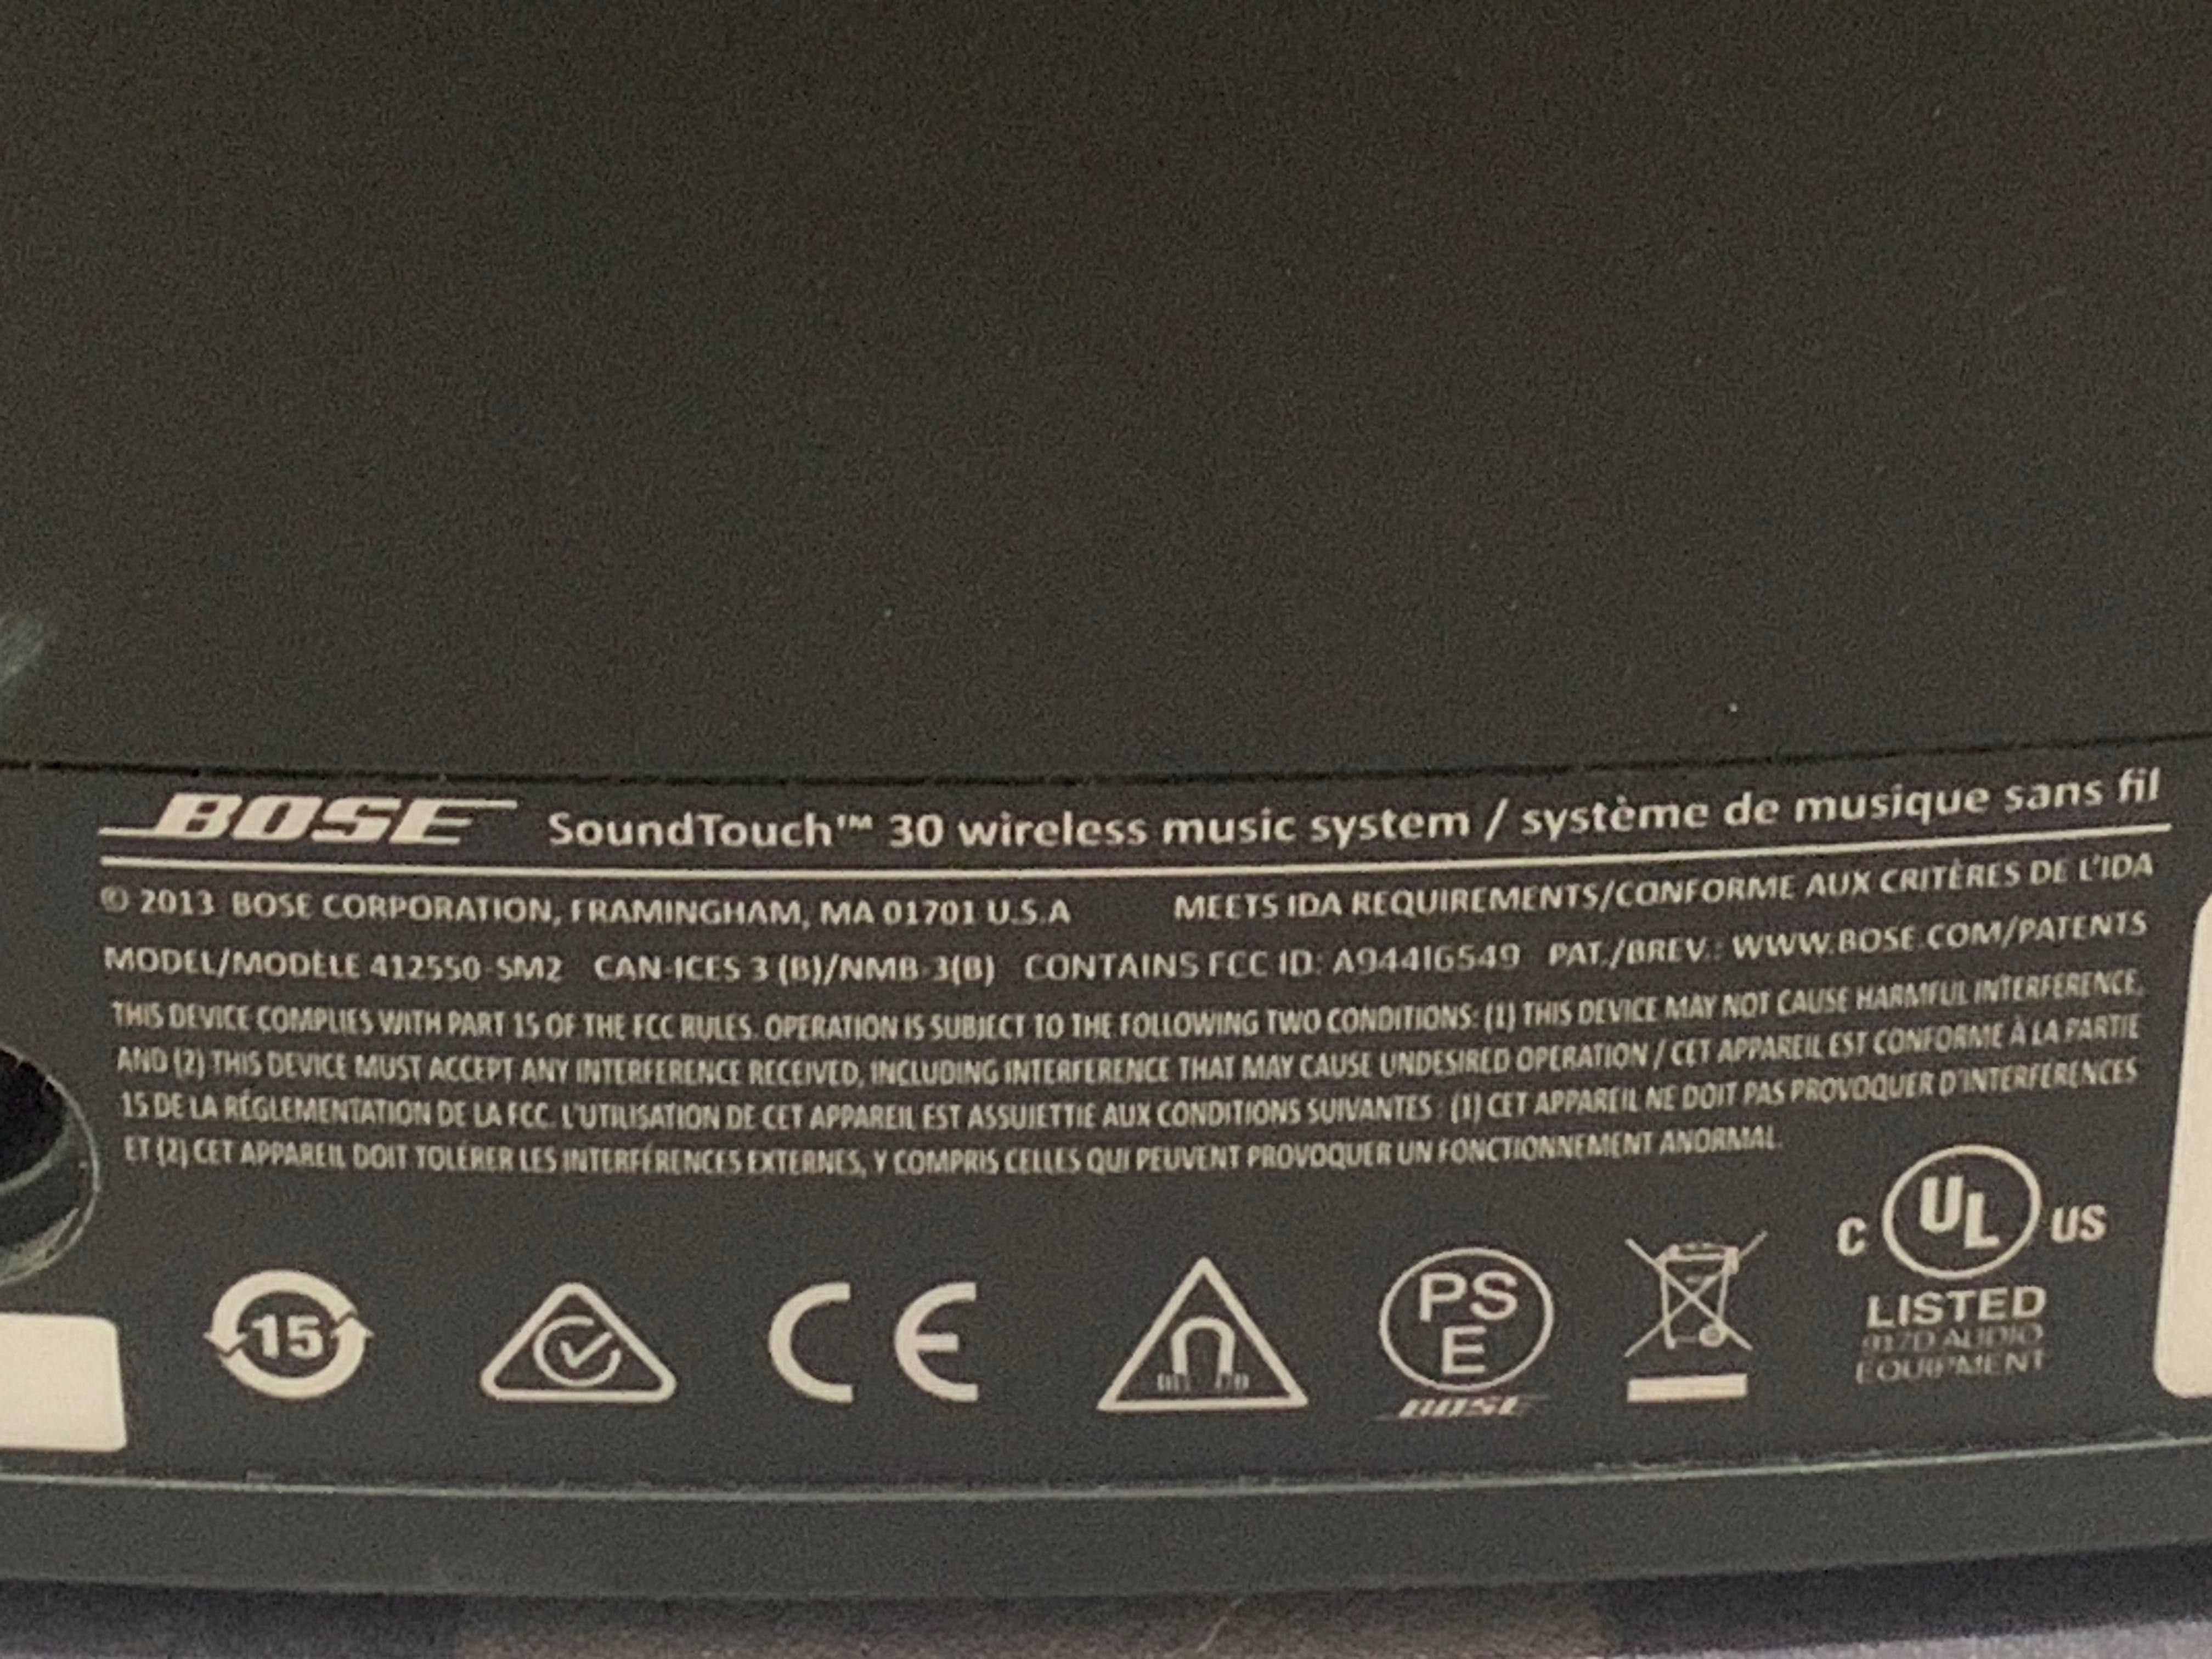 BOSE SoundTouch™ 30 wireless music system / système de musique sans fil
© 2013 BOSE CORPORATION, FRAMINGHAM, MA 01701 U.S.A MEETS IDA REQUIREMENTS/CONFORME AUX CRITÈRES DE L'IDA
MODEL/MODÈLE 412550-SM2 CAN-ICES 3 (B)/NMB-3(B) CONTAINS FCC ID: A94416549 PAT./BREV.: WWW.BOSE.COM/PATENTS
THIS DEVICE COMPLIES WITH PART 15 OF THE FCC RULES. OPERATION IS SUBJECT TO THE FOLLOWING TWO CONDITIONS: (1) THIS DEVICE MAY NOT CAUSE HARMFUL INTERFERENCE,
AND (2) THIS DEVICE MUST ACCEPT ANY INTERFERENCE RECEIVED, INCLUDING INTERFERENCE THAT MAY CAUSE UNDESIRED OPERATION / CET APPAREIL EST CONFORME À LA PARTIE
15 DE LA RÉGLEMENTATION DE LA FCC. L'UTILISATION DE CET APPAREIL EST ASSUJETTIE AUX CONDITIONS SUIVANTES : (1) CET APPAREIL NE DOIT PAS PROVOQUER D'INTERFÉRENCES
ET (2) CET APPAREIL DOIT TOLÉRER LES INTERFÉRENCES EXTERNES, Y COMPRIS CELLES QUI PEUVENT PROVOQUER UN FONCTIONNEMENT ANORMAL.
15
CE
PS
E
BOSE
C UL US
LISTED
917D AUDIO
EQUIPMENT